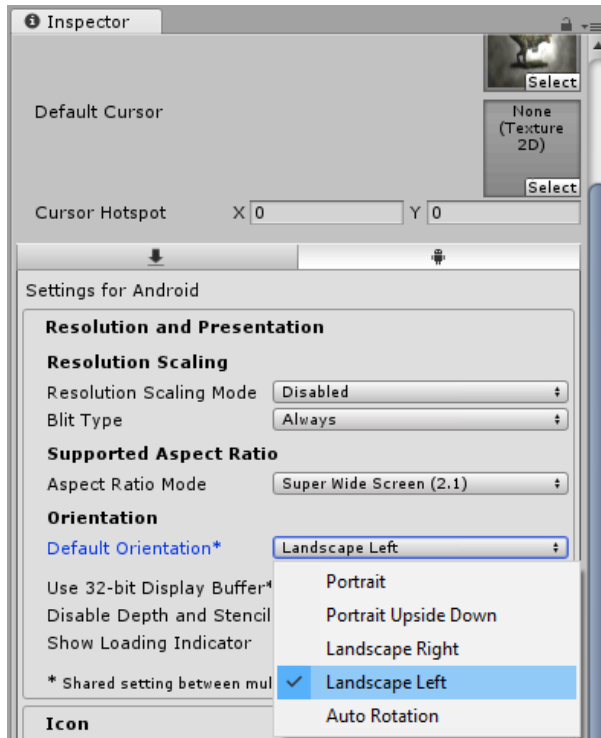 Inspector
Select
Default Cursor
None
(Texture
2D)
Select
Cursor Hotspot X 0 Y 0
Settings for Android
Resolution and Presentation
Resolution Scaling
Resolution Scaling Mode Disabled
Blit Type Always
Supported Aspect Ratio
Aspect Ratio Mode Super Wide Screen (2.1)
Orientation
Default Orientation* Landscape Left
Use 32-bit Display Buffer*
Disable Depth and Stencil
Show Loading Indicator
* Shared setting between mul
Portrait
Portrait Upside Down
Landscape Right
Landscape Left
Auto Rotation
Icon